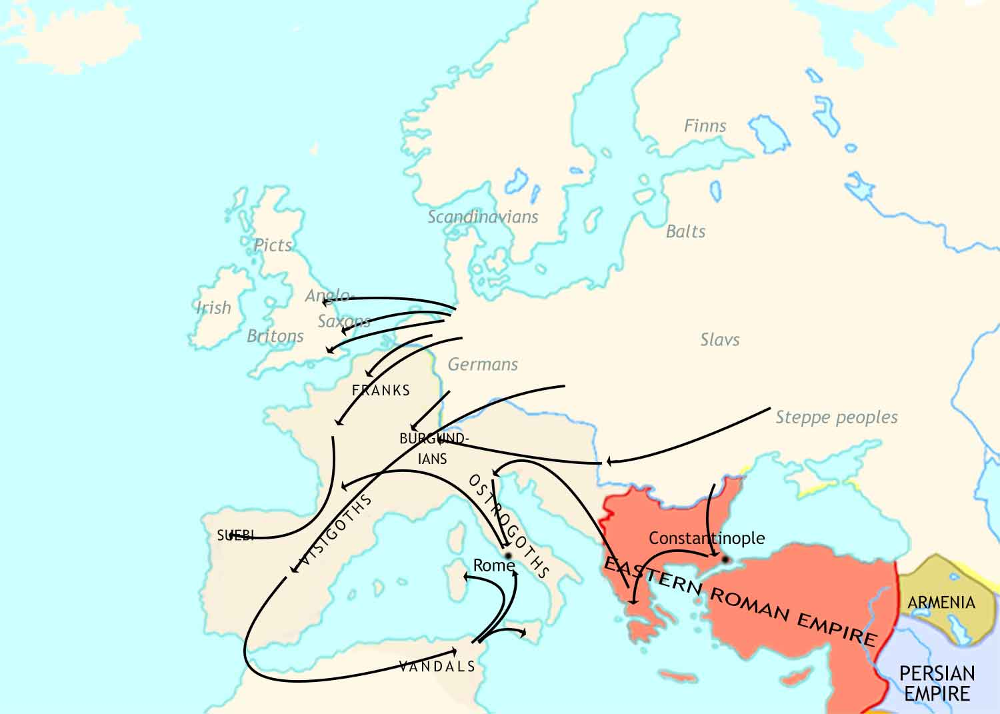 Finns
Scandinavians
Balts
Picts
Anglo-
Irish
Saxons
Britons
Slavs
Germans
FRANKS
Steppe peoples
BURGUND-
IANS
OSTROGOTHS
VISIGOTHS
SUEBI
Constantinople
Rome
EASTERN ROMAN EMPIRE
ARMENIA
VANDALS
PERSIAN
EMPIRE